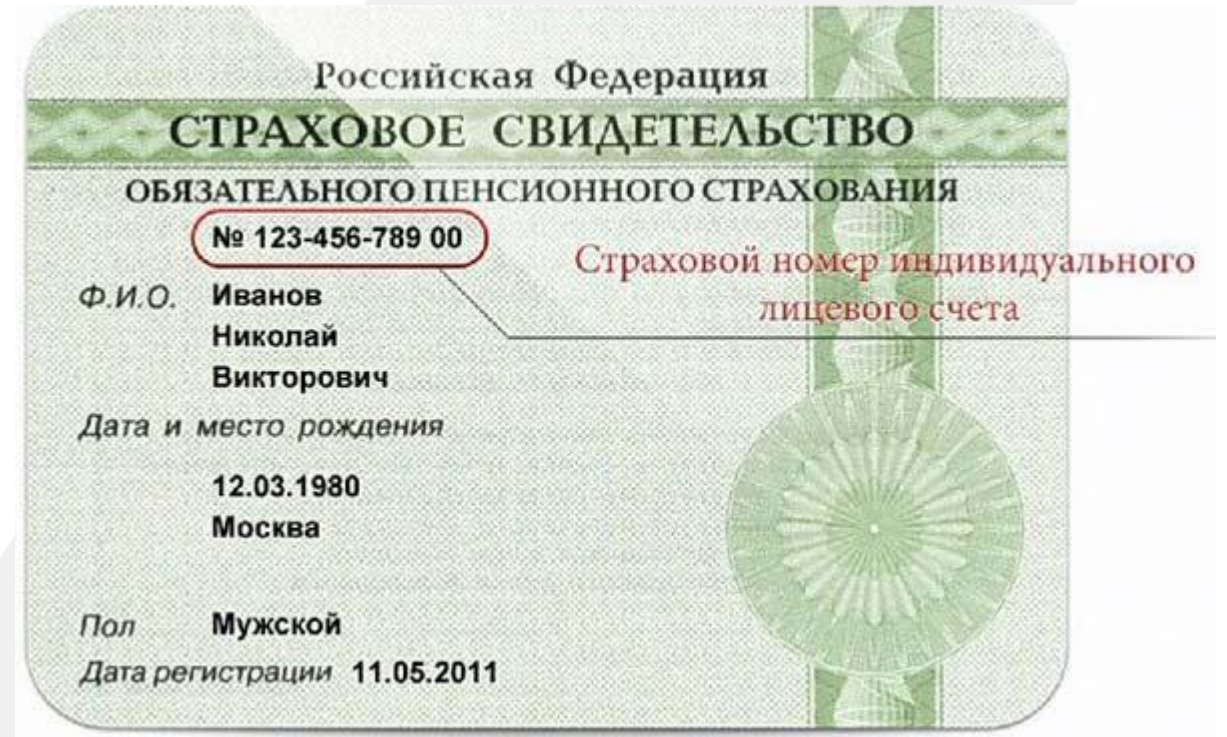 Российская Федерация
СТРАХОВОЕ СВИДЕТЕЛЬСТВО
ОБЯЗАТЕЛЬНОГО ПЕНСИОННОГО СТРАХОВАНИЯ
№ 123-456-789 00
Страховой номер индивидуального
лицевого счета
Ф.И.О. Иванов
Николай
Викторович
Дата и место рождения
12.03.1980
Москва
Пол Мужской
Дата регистрации 11.05.2011